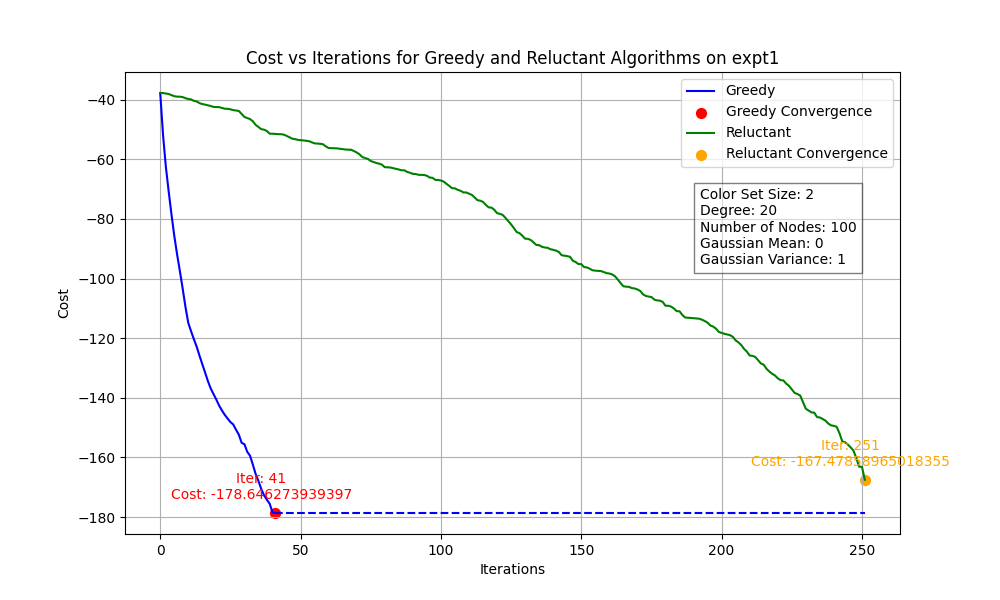 Cost vs Iterations for Greedy and Reluctant Algorithms on expt1
Greedy
Greedy Convergence
Reluctant
Reluctant Convergence
Color Set Size: 2
Degree: 20
Number of Nodes: 100
Gaussian Mean: 0
Gaussian Variance: 1
Cost
−40
−60
−80
−100
−120
−140
−160
−180
Iter: 251
Cost: -167.47858965018355
Iter: 41
Cost: -178.646273939397
0 50 100 150 200 250
Iterations